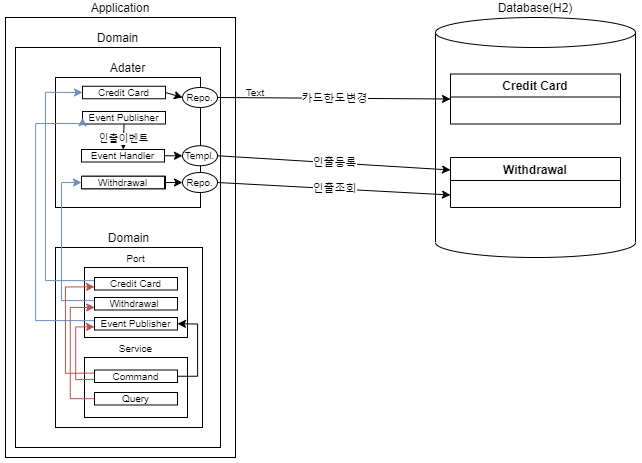 Application
Database(H2)
Domain
Adater
Credit Card
Repo.
Text
카드한도변경
Credit Card
Event Publisher
인출이벤트
Event Handler
Templ.
인출등록
Withdrawal
Withdrawal
Repo.
인출조회
Domain
Port
Credit Card
Withdrawal
Event Publisher
Service
Command
Query